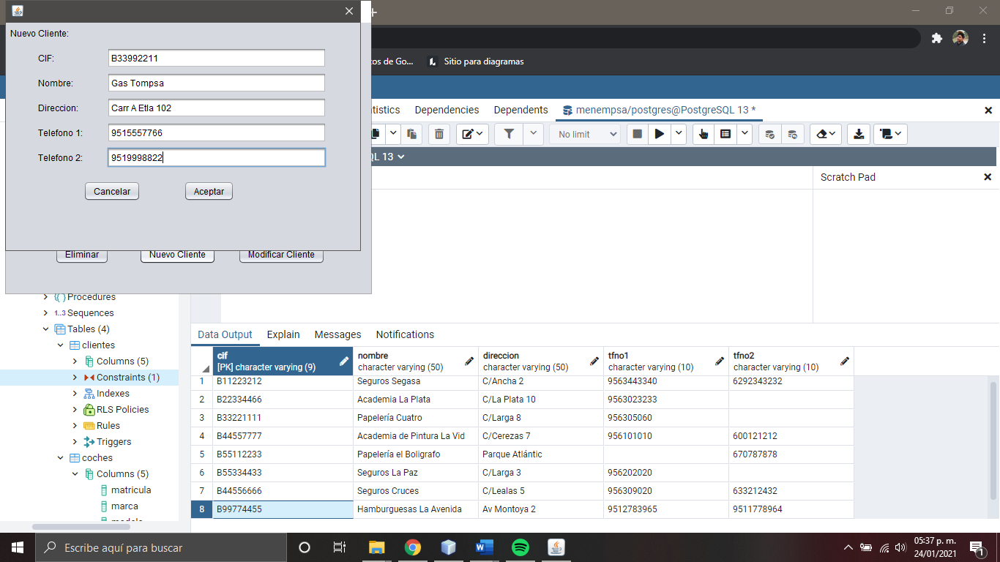 Nuevo Cliente:
CIF: B33992211
Nombre: Gas Tompsa
Direccion: Carr A Etla 102
Telefono 1: 9515557766
Telefono 2: 9519998822
Cancelar Aceptar
Eliminar Nuevo Cliente Modificar Cliente
tos de Go... Sitio para diagramas
tistics Dependencies Dependents menempsa/postgres@PostgreSQL 13 *
No limit
QL 13
Scratch Pad
Procedures
1..3 Sequences
Tables (4)
clientes
Columns (5)
Constraints (1)
Indexes
RLS Policies
Rules
Triggers
coches
Columns (5)
matricula
marca
modelo
Data Output Explain Messages Notifications
cif nombre direccion tfno1 tfno2
[PK] character varying (9) character varying (50) character varying (50) character varying (10) character varying (10)
1 B11223212 Seguros Segasa C/Ancha 2 9563443340 6292343232
2 B22334466 Academia La Plata C/La Plata 10 9563023233
3 B33221111 Papelería Cuatro C/Larga 8 956305060
4 B44557777 Academia de Pintura La Vid C/Cerezas 7 956101010 600121212
5 B55112233 Papelería el Boligrafo Parque Atlántic 670787878
6 B55334433 Seguros La Paz C/Larga 3 956202020
7 B44556666 Seguros Cruces C/Lealas 5 956309020 633212432
8 B99774455 Hamburguesas La Avenida Av Montoya 2 9512783965 9511778964
Escribe aquí para buscar
05:37 p. m.
24/01/2021
1